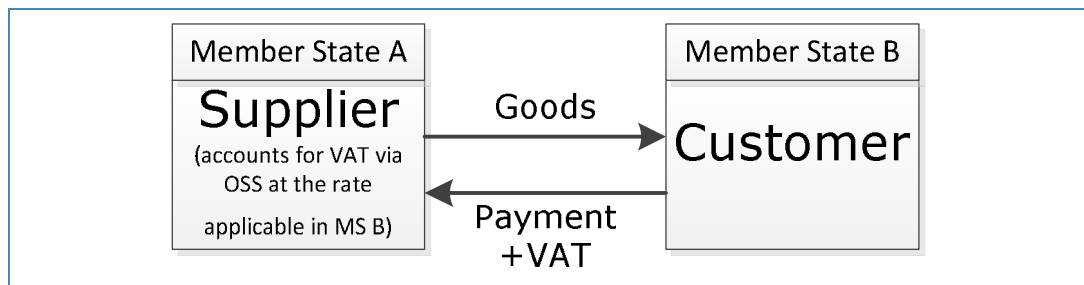 Member State A
Supplier
(accounts for VAT via
OSS at the rate
applicable in MS B)
Goods
Payment
+VAT
Member State B
Customer